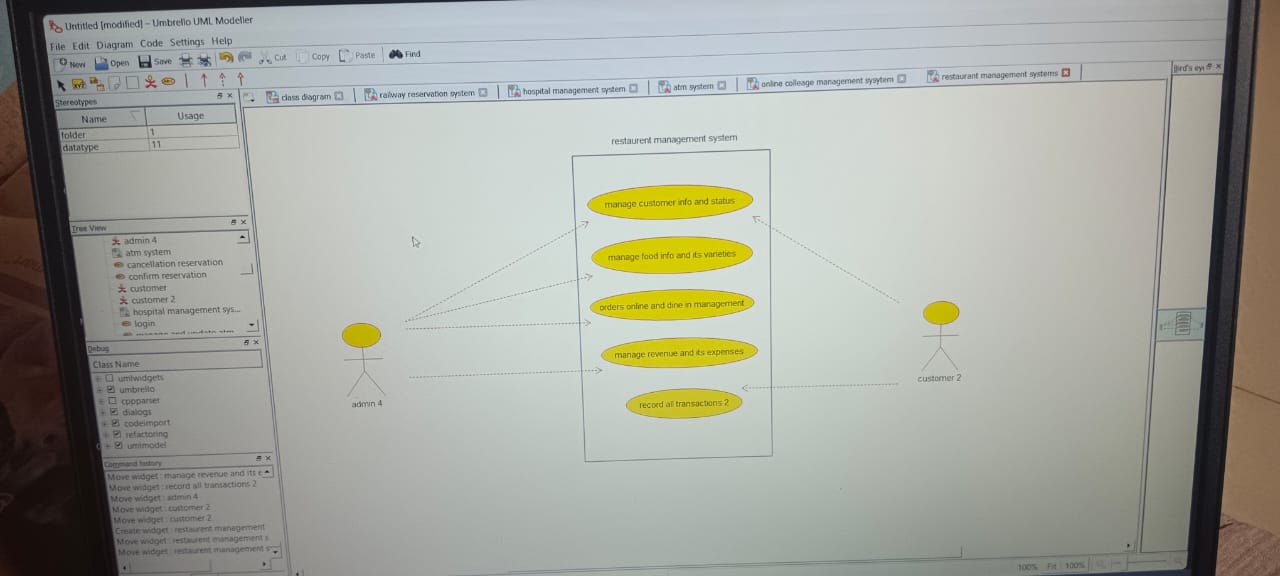 Untitled [modified] – Umbrello UML Modeller
File Edit Diagram Code Settings Help
New Open Save Cut Copy Paste Find
Stereotypes
Name Usage
folder 1
datatype 11
class diagram railway reservation system hospital management system atm system online colleage management sysytem restaurant management systems
Bird's eye
Tree View
admin 4
atm system
cancellation reservation
confirm reservation
customer
customer 2
hospital management sys...
login
Debug
Class Name
umlwidgets
umbrello
cppparser
dialogs
codeimport
refactoring
umlmodel
Command history
Move widget : manage revenue and its e
Move widget : record all transactions 2
Move widget : admin 4
Move widget : customer 2
Move widget : customer 2
Create widget : restaurent management
Move widget : restaurent management s
Move widget : restaurent management s
restaurent management system
manage customer info and status
manage food info and its varieties
orders online and dine in management
manage revenue and its expenses
record all transactions 2
admin 4
customer 2
100% Fit 100%